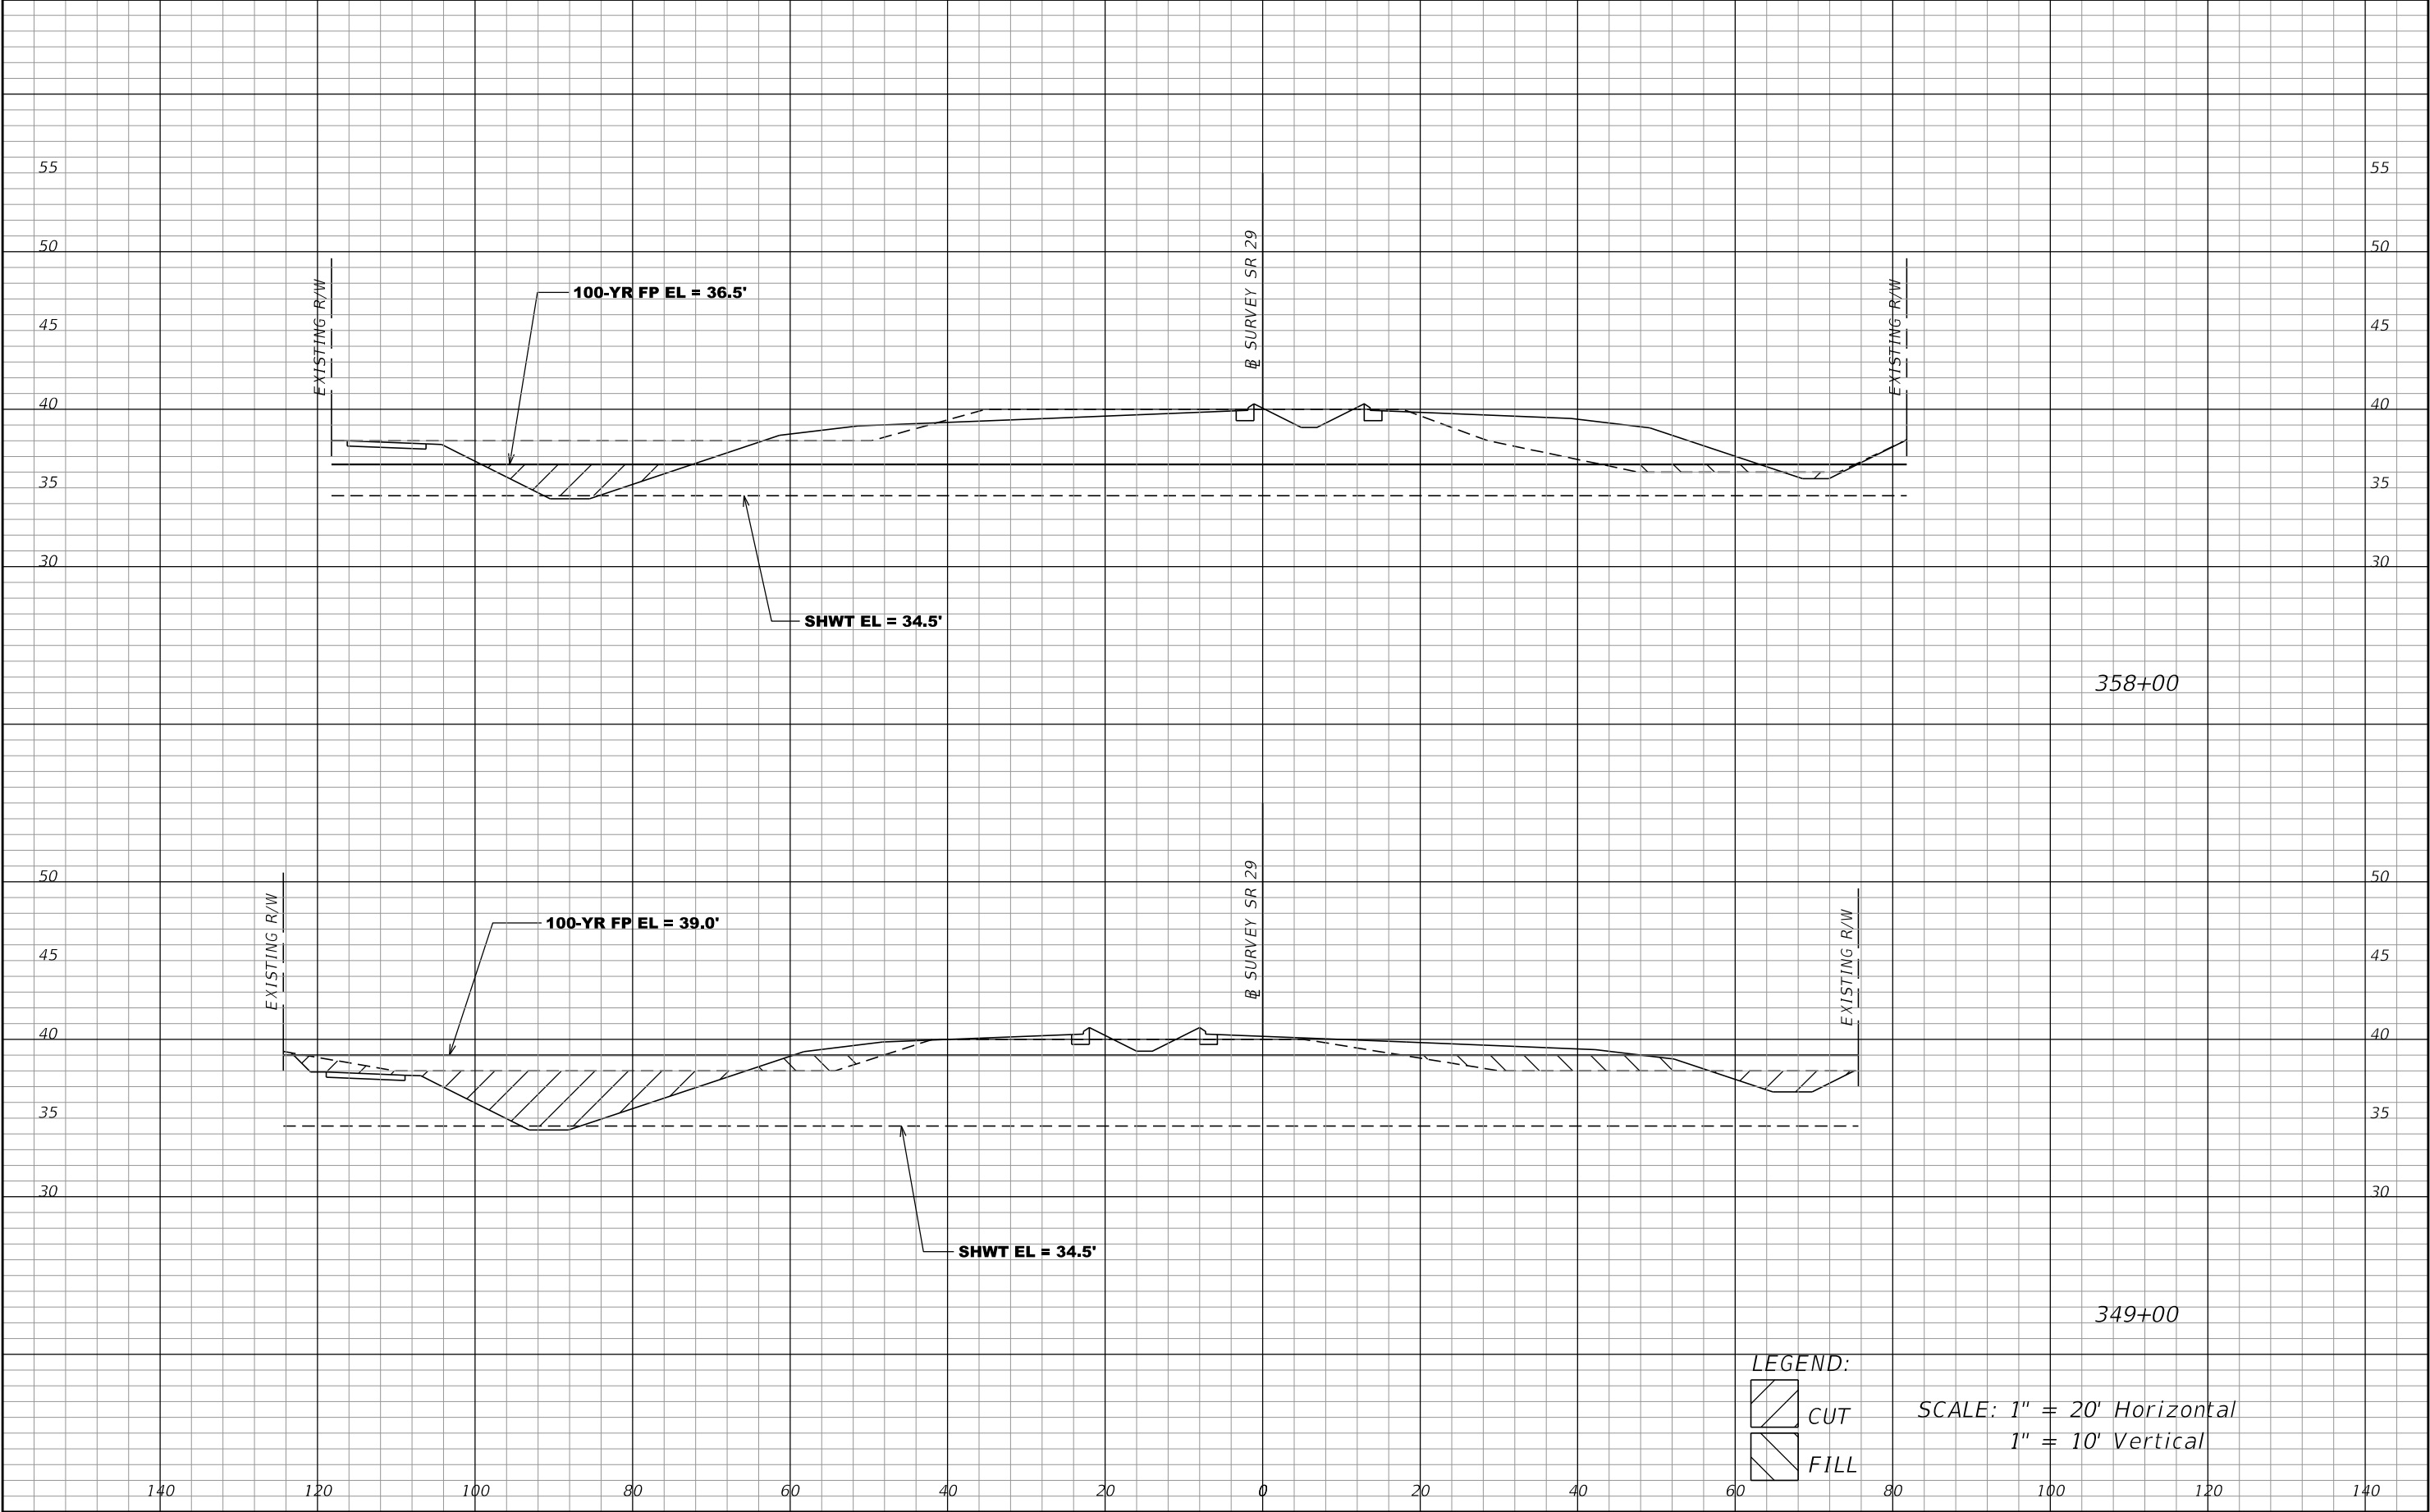 55 55
50 50
EXISTING R/W
100-YR FP EL = 36.5'
BL SURVEY SR 29
EXISTING R/W
45 45
40 40
35 35
30 30
SHWT EL = 34.5'
358+00
50 50
EXISTING R/W
100-YR FP EL = 39.0'
BL SURVEY SR 29
EXISTING R/W
45 45
40 40
35 35
30 30
SHWT EL = 34.5'
349+00
LEGEND:
CUT
FILL
SCALE: 1" = 20' Horizontal
1" = 10' Vertical
140 120 100 80 60 40 20 0 20 40 60 80 100 120 140